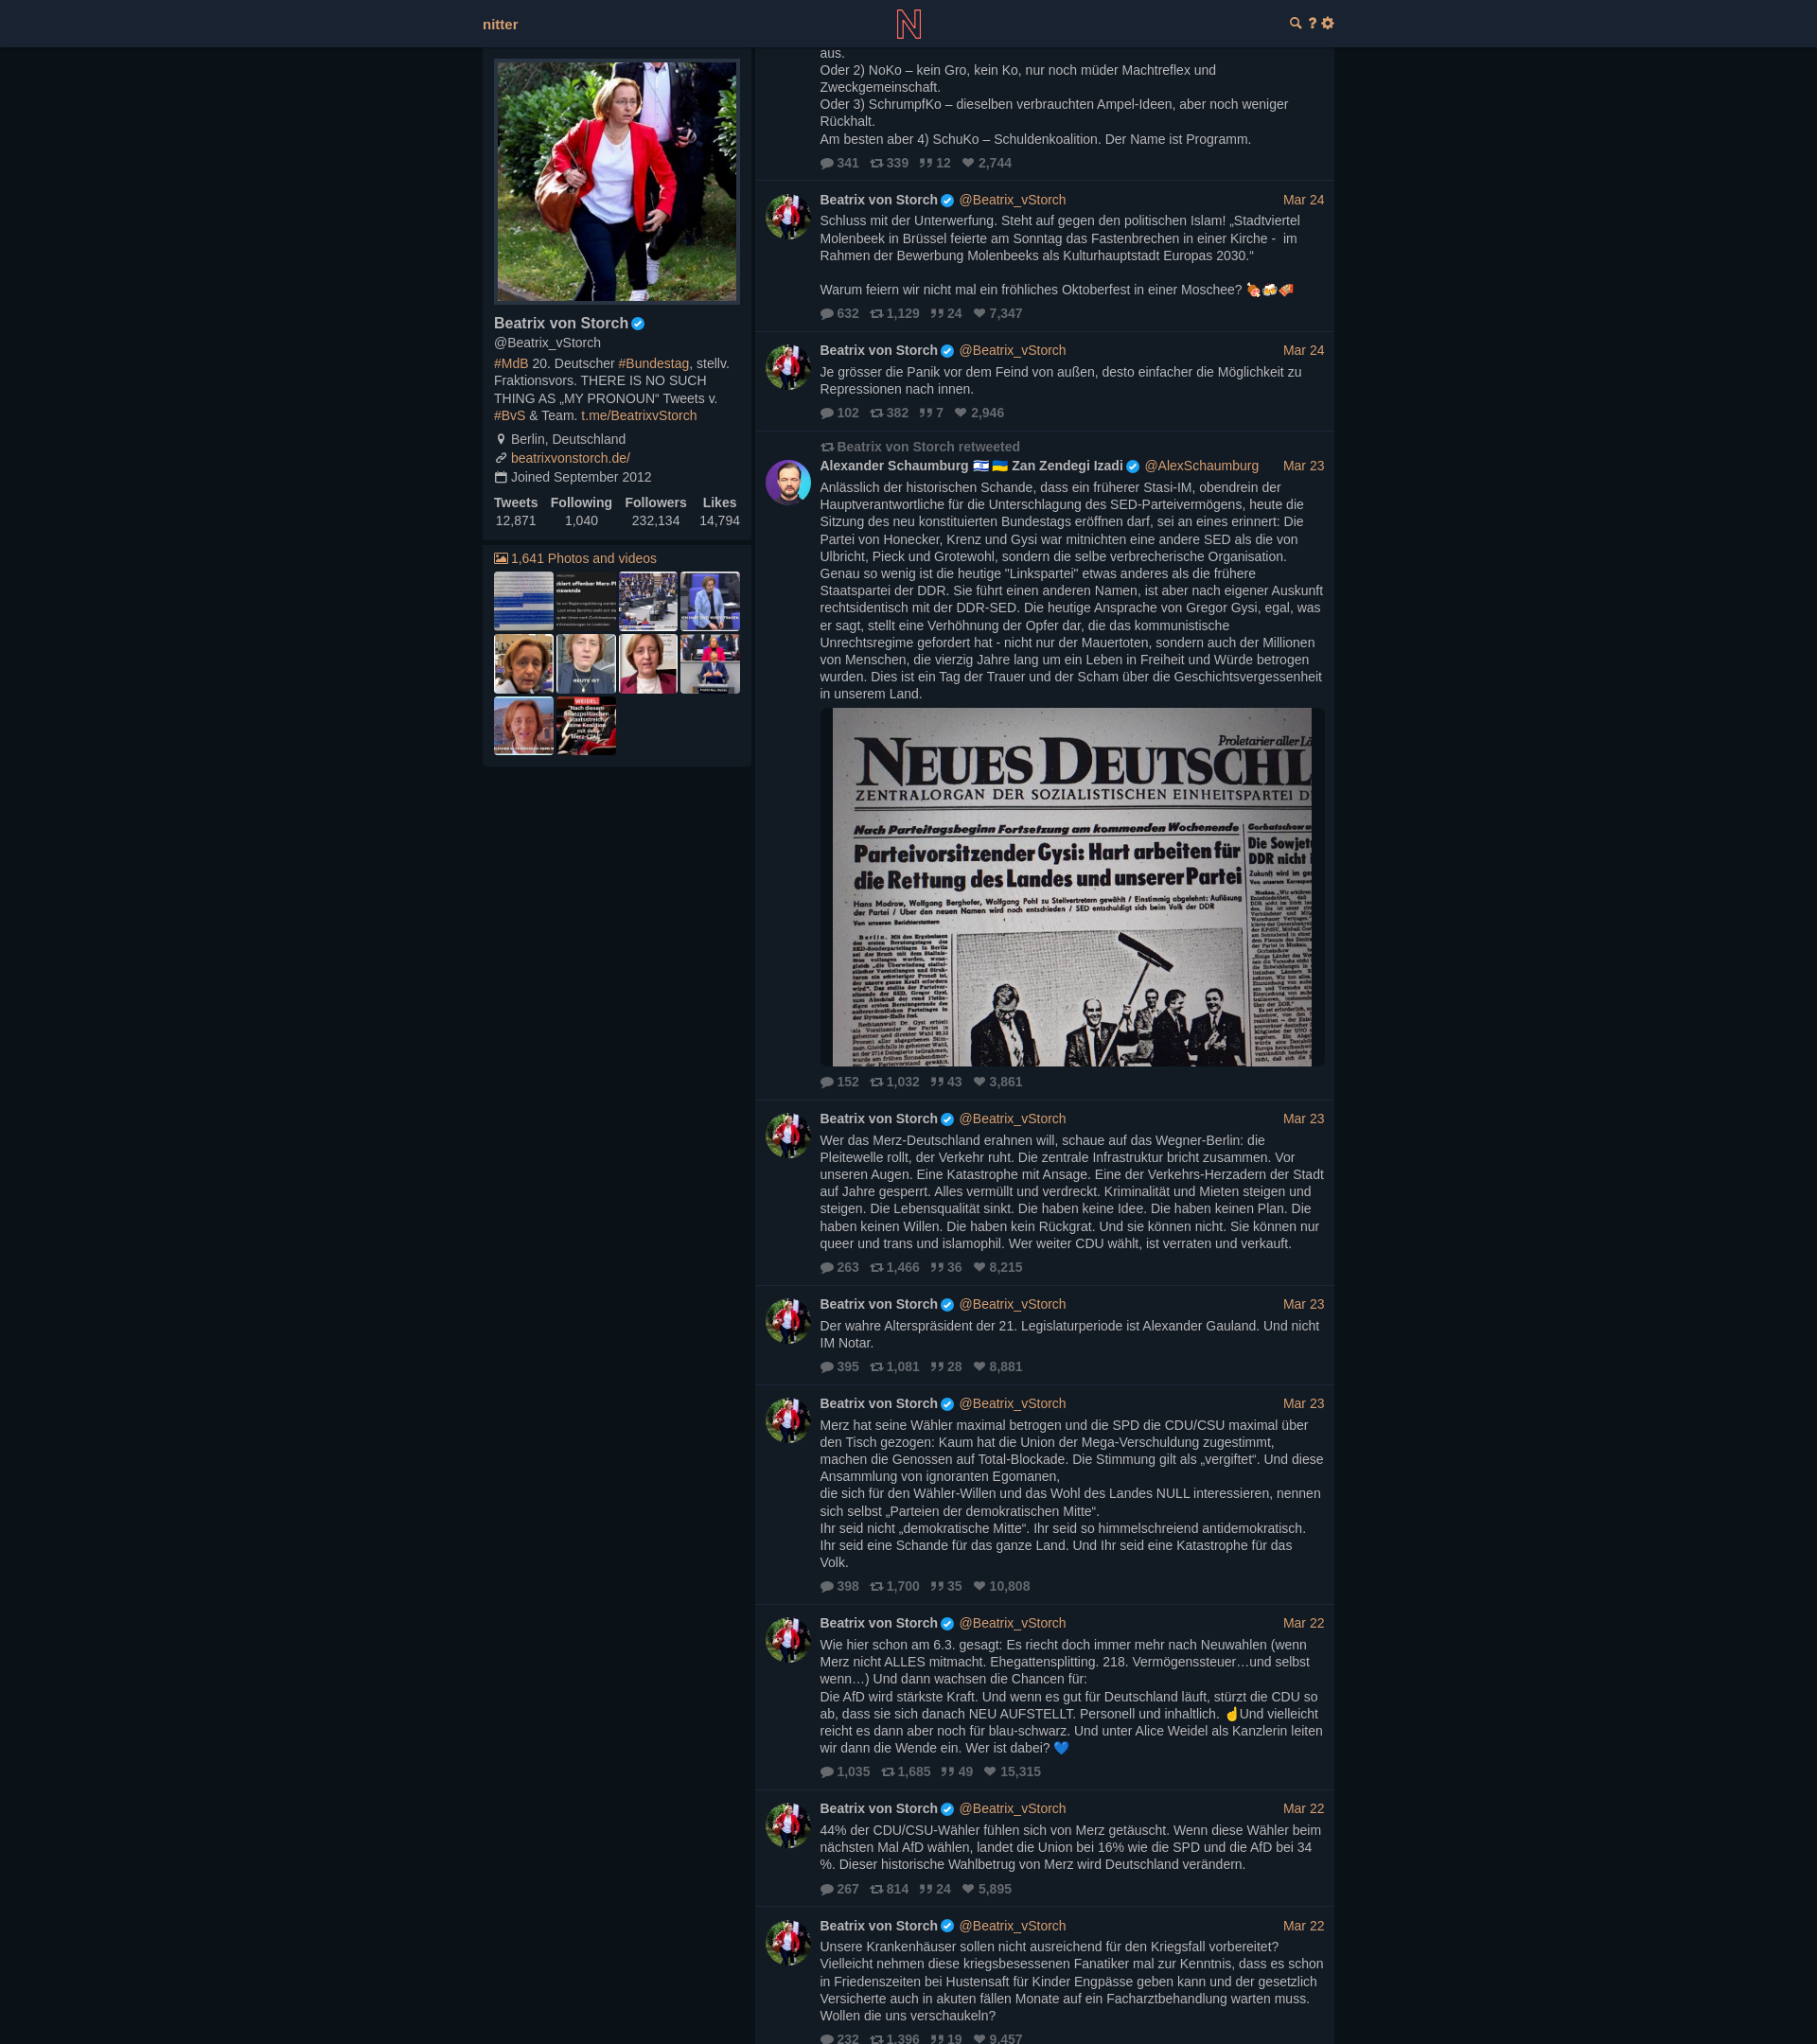 nitter
Beatrix von Storch
@Beatrix_vStorch
#MdB 20. Deutscher #Bundestag, stellv.
Fraktionsvors. THERE IS NO SUCH
THING AS „MY PRONOUN“ Tweets v.
#BvS & Team. t.me/BeatrixvStorch
Berlin, Deutschland
beatrixvonstorch.de/
Joined September 2012
Tweets Following Followers Likes
12,871 1,040 232,134 14,794
1,641 Photos and videos
HEUTE IST
WEIDEL:
"Nach diesem
finanzpolitischen
Staatsstreich
keine Koalition
mit dem
Merz-CDU"
aus.
Oder 2) NoKo – kein Gro, kein Ko, nur noch müder Machtreflex und
Zweckgemeinschaft.
Oder 3) SchrumpfKo – dieselben verbrauchten Ampel-Ideen, aber noch weniger
Rückhalt.
Am besten aber 4) SchuKo – Schuldenkoalition. Der Name ist Programm.
341 339 12 2,744
Beatrix von Storch @Beatrix_vStorch Mar 24
Schluss mit der Unterwerfung. Steht auf gegen den politischen Islam! „Stadtviertel
Molenbeek in Brüssel feierte am Sonntag das Fastenbrechen in einer Kirche - im
Rahmen der Bewerbung Molenbeeks als Kulturhauptstadt Europas 2030.“
Warum feiern wir nicht mal ein fröhliches Oktoberfest in einer Moschee? 🍖🍻🪗
632 1,129 24 7,347
Beatrix von Storch @Beatrix_vStorch Mar 24
Je grösser die Panik vor dem Feind von außen, desto einfacher die Möglichkeit zu
Repressionen nach innen.
102 382 7 2,946
Beatrix von Storch retweeted
Alexander Schaumburg 🇮🇱🇺🇦 Zan Zendegi Izadi @AlexSchaumburg Mar 23
Anlässlich der historischen Schande, dass ein früherer Stasi-IM, obendrein der
Hauptverantwortliche für die Unterschlagung des SED-Parteivermögens, heute die
Sitzung des neu konstituierten Bundestags eröffnen darf, sei an eines erinnert: Die
Partei von Honecker, Krenz und Gysi war mitnichten eine andere SED als die von
Ulbricht, Pieck und Grotewohl, sondern die selbe verbrecherische Organisation.
Genau so wenig ist die heutige "Linkspartei" etwas anderes als die frühere
Staatspartei der DDR. Sie führt einen anderen Namen, ist aber nach eigener Auskunft
rechtsidentisch mit der DDR-SED. Die heutige Ansprache von Gregor Gysi, egal, was
er sagt, stellt eine Verhöhnung der Opfer dar, die das kommunistische
Unrechtsregime gefordert hat - nicht nur der Mauertoten, sondern auch der Millionen
von Menschen, die vierzig Jahre lang um ein Leben in Freiheit und Würde betrogen
wurden. Dies ist ein Tag der Trauer und der Scham über die Geschichtsvergessenheit
in unserem Land.
Proletarier aller Lä
NEUES DEUTSCHL
ZENTRALORGAN DER SOZIALISTISCHEN EINHEITSPARTEI D
Nach Parteitagsbeginn Fortsetzung am kommenden Wochenende
Parteivorsitzender Gysi: Hart arbeiten für
die Rettung des Landes und unserer Partei
Hans Modrow, Wolfgang Berghofer, Wolfgang Pohl zu Stellvertretern gewählt / Einstimmig abgelehnt: Auflösung
der Partei / Über den neuen Namen wird noch entschieden / SED entschuldigt sich beim Volk der DDR
Von unseren Berichterstattern
Gorbatschow
Die Sowjet
DDR nicht
152 1,032 43 3,861
Beatrix von Storch @Beatrix_vStorch Mar 23
Wer das Merz-Deutschland erahnen will, schaue auf das Wegner-Berlin: die
Pleitewelle rollt, der Verkehr ruht. Die zentrale Infrastruktur bricht zusammen. Vor
unseren Augen. Eine Katastrophe mit Ansage. Eine der Verkehrs-Herzadern der Stadt
auf Jahre gesperrt. Alles vermüllt und verdreckt. Kriminalität und Mieten steigen und
steigen. Die Lebensqualität sinkt. Die haben keine Idee. Die haben keinen Plan. Die
haben keinen Willen. Die haben kein Rückgrat. Und sie können nicht. Sie können nur
queer und trans und islamophil. Wer weiter CDU wählt, ist verraten und verkauft.
263 1,466 36 8,215
Beatrix von Storch @Beatrix_vStorch Mar 23
Der wahre Alterspräsident der 21. Legislaturperiode ist Alexander Gauland. Und nicht
IM Notar.
395 1,081 28 8,881
Beatrix von Storch @Beatrix_vStorch Mar 23
Merz hat seine Wähler maximal betrogen und die SPD die CDU/CSU maximal über
den Tisch gezogen: Kaum hat die Union der Mega-Verschuldung zugestimmt,
machen die Genossen auf Total-Blockade. Die Stimmung gilt als „vergiftet“. Und diese
Ansammlung von ignoranten Egomanen,
die sich für den Wähler-Willen und das Wohl des Landes NULL interessieren, nennen
sich selbst „Parteien der demokratischen Mitte“.
Ihr seid nicht „demokratische Mitte“. Ihr seid so himmelschreiend antidemokratisch.
Ihr seid eine Schande für das ganze Land. Und Ihr seid eine Katastrophe für das
Volk.
398 1,700 35 10,808
Beatrix von Storch @Beatrix_vStorch Mar 22
Wie hier schon am 6.3. gesagt: Es riecht doch immer mehr nach Neuwahlen (wenn
Merz nicht ALLES mitmacht. Ehegattensplitting. 218. Vermögenssteuer…und selbst
wenn…) Und dann wachsen die Chancen für:
Die AfD wird stärkste Kraft. Und wenn es gut für Deutschland läuft, stürzt die CDU so
ab, dass sie sich danach NEU AUFSTELLT. Personell und inhaltlich. ☝️Und vielleicht
reicht es dann aber noch für blau-schwarz. Und unter Alice Weidel als Kanzlerin leiten
wir dann die Wende ein. Wer ist dabei? 💙
1,035 1,685 49 15,315
Beatrix von Storch @Beatrix_vStorch Mar 22
44% der CDU/CSU-Wähler fühlen sich von Merz getäuscht. Wenn diese Wähler beim
nächsten Mal AfD wählen, landet die Union bei 16% wie die SPD und die AfD bei 34
%. Dieser historische Wahlbetrug von Merz wird Deutschland verändern.
267 814 24 5,895
Beatrix von Storch @Beatrix_vStorch Mar 22
Unsere Krankenhäuser sollen nicht ausreichend für den Kriegsfall vorbereitet?
Vielleicht nehmen diese kriegsbesessenen Fanatiker mal zur Kenntnis, dass es schon
in Friedenszeiten bei Hustensaft für Kinder Engpässe geben kann und der gesetzlich
Versicherte auch in akuten fällen Monate auf ein Facharztbehandlung warten muss.
Wollen die uns verschaukeln?
232 1,396 19 9,457